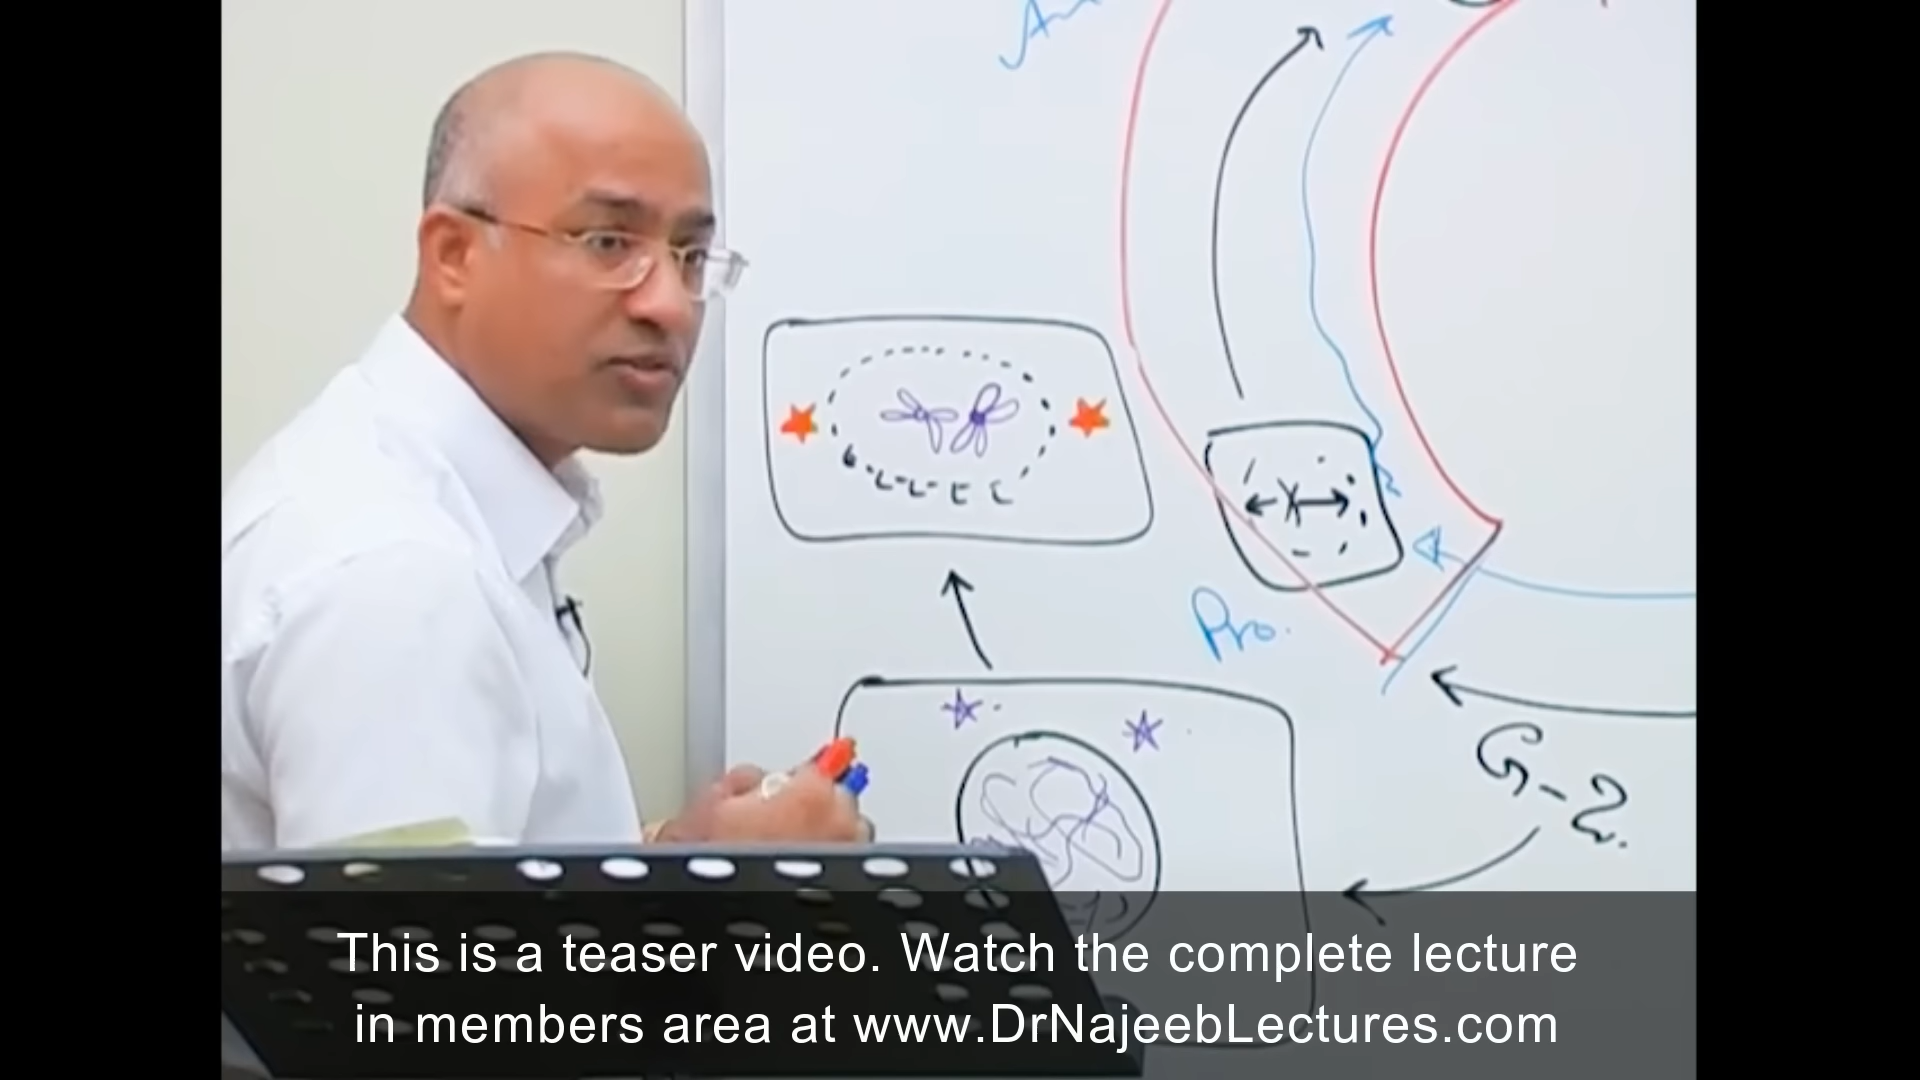 Pro.
G-2.
This is a teaser video. Watch the complete lecture
in members area at www.DrNajeebLectures.com